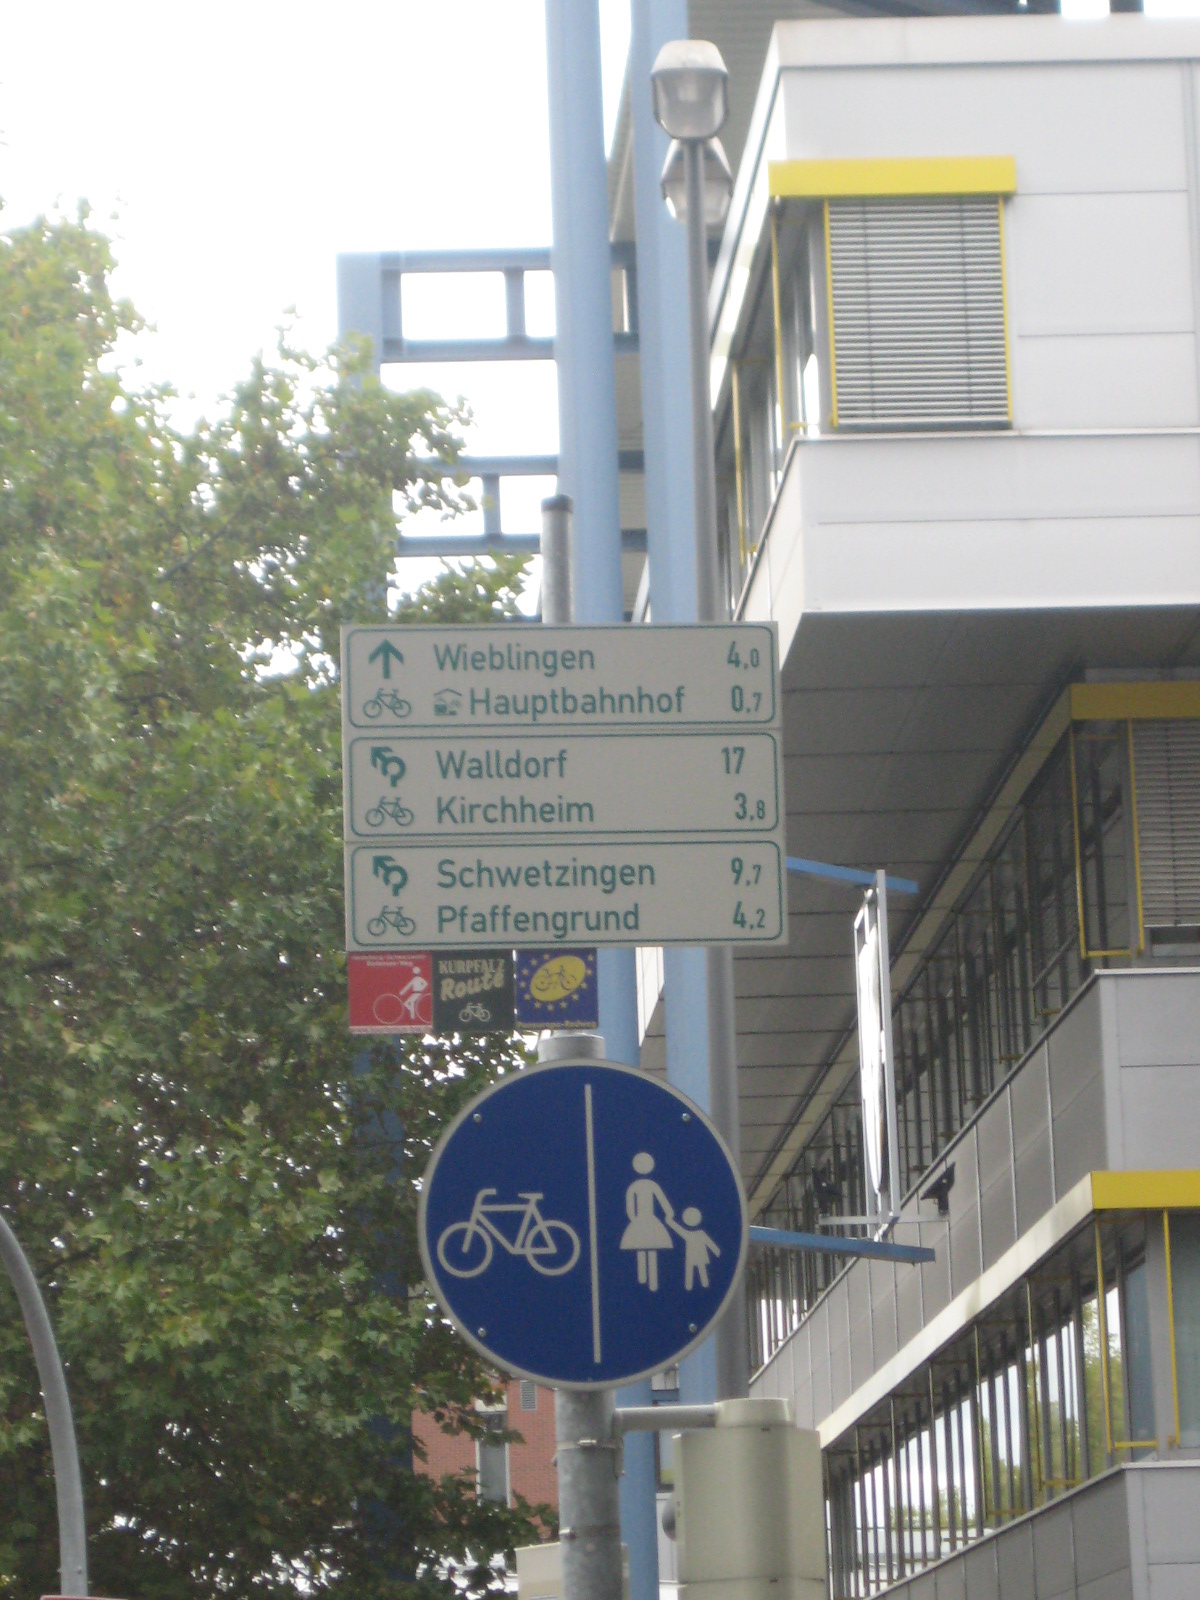 Wieblingen 4,0
Hauptbahnhof 0,7
Walldorf 17
Kirchheim 3,8
Schwetzingen 9,7
Pfaffengrund 4,2
KURPFALZ
Route